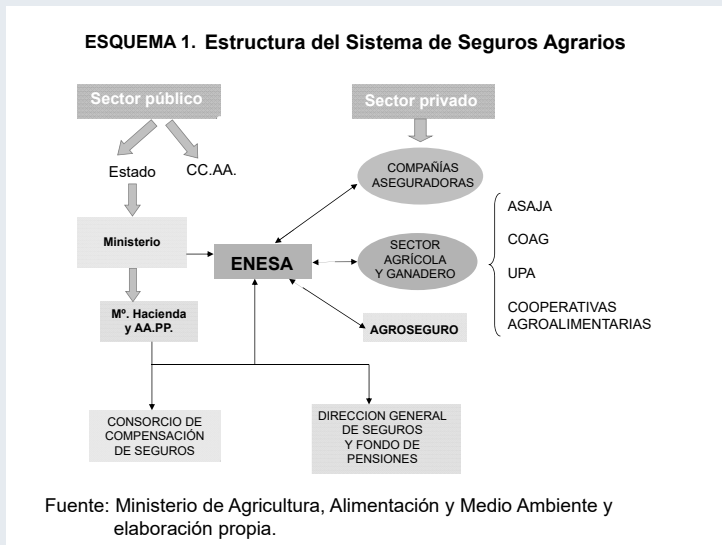 ESQUEMA 1. Estructura del Sistema de Seguros Agrarios
Sector público
Sector privado
Estado
CC.AA.
COMPAÑÍAS
ASEGURADORAS
ASAJA
COAG
UPA
COOPERATIVAS
AGROALIMENTARIAS
Ministerio
ENESA
SECTOR
AGRÍCOLA
Y GANADERO
Mº. Hacienda
y AA.PP.
AGROSEGURO
CONSORCIO DE
COMPENSACIÓN
DE SEGUROS
DIRECCION GENERAL
DE SEGUROS
Y FONDO DE
PENSIONES
Fuente: Ministerio de Agricultura, Alimentación y Medio Ambiente y
elaboración propia.